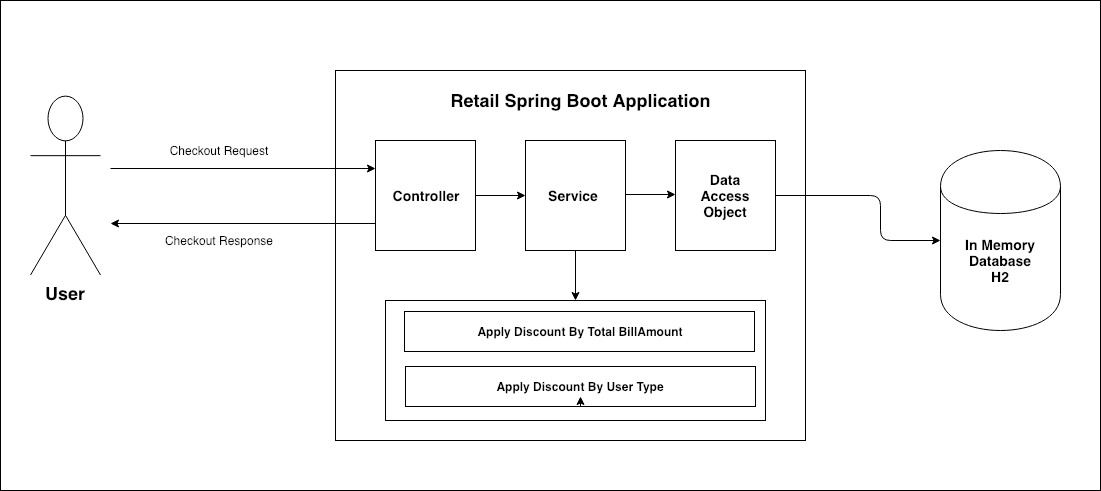 Retail Spring Boot Application
Checkout Request
Checkout Response
User
Controller
Service
Data
Access
Object
In Memory
Database
H2
Apply Discount By Total BillAmount
Apply Discount By User Type